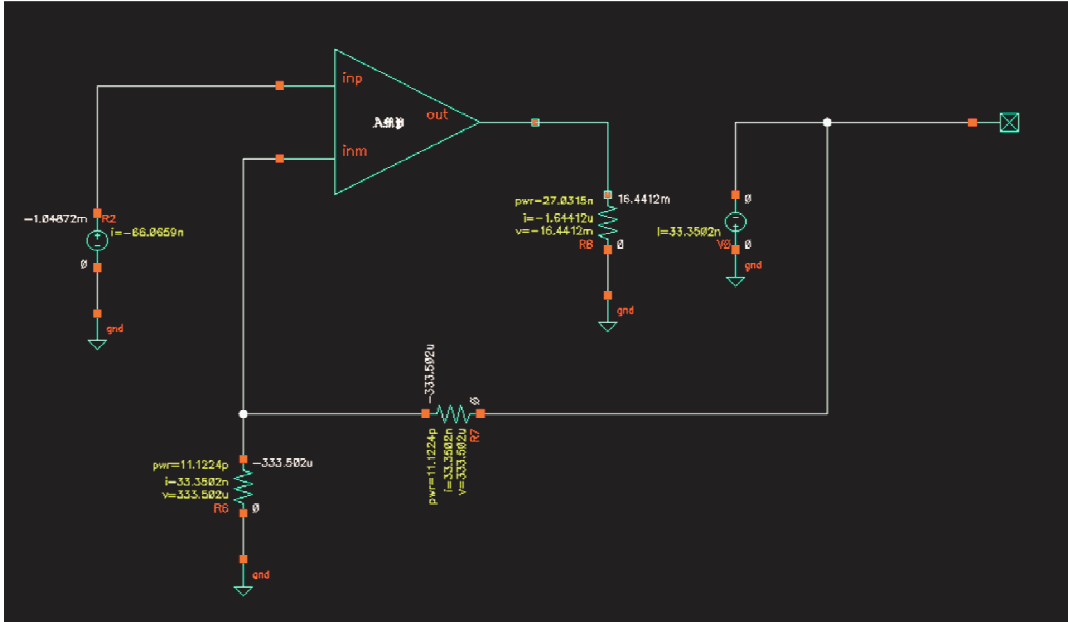 inp
AMP
out
inm
-1.04872m
R2
i=-66.0659n
0
gnd
pwr=27.0315n
16.4412m
i=-1.64412u
v=-16.4412m
R8
0
gnd
0
i=33.3502n
V0
0
gnd
-333.502u
0
R7
pwr=11.1224p
i=33.3502n
v=333.502u
pwr=11.1224p
-333.502u
i=33.3502n
v=333.502u
R6
0
gnd